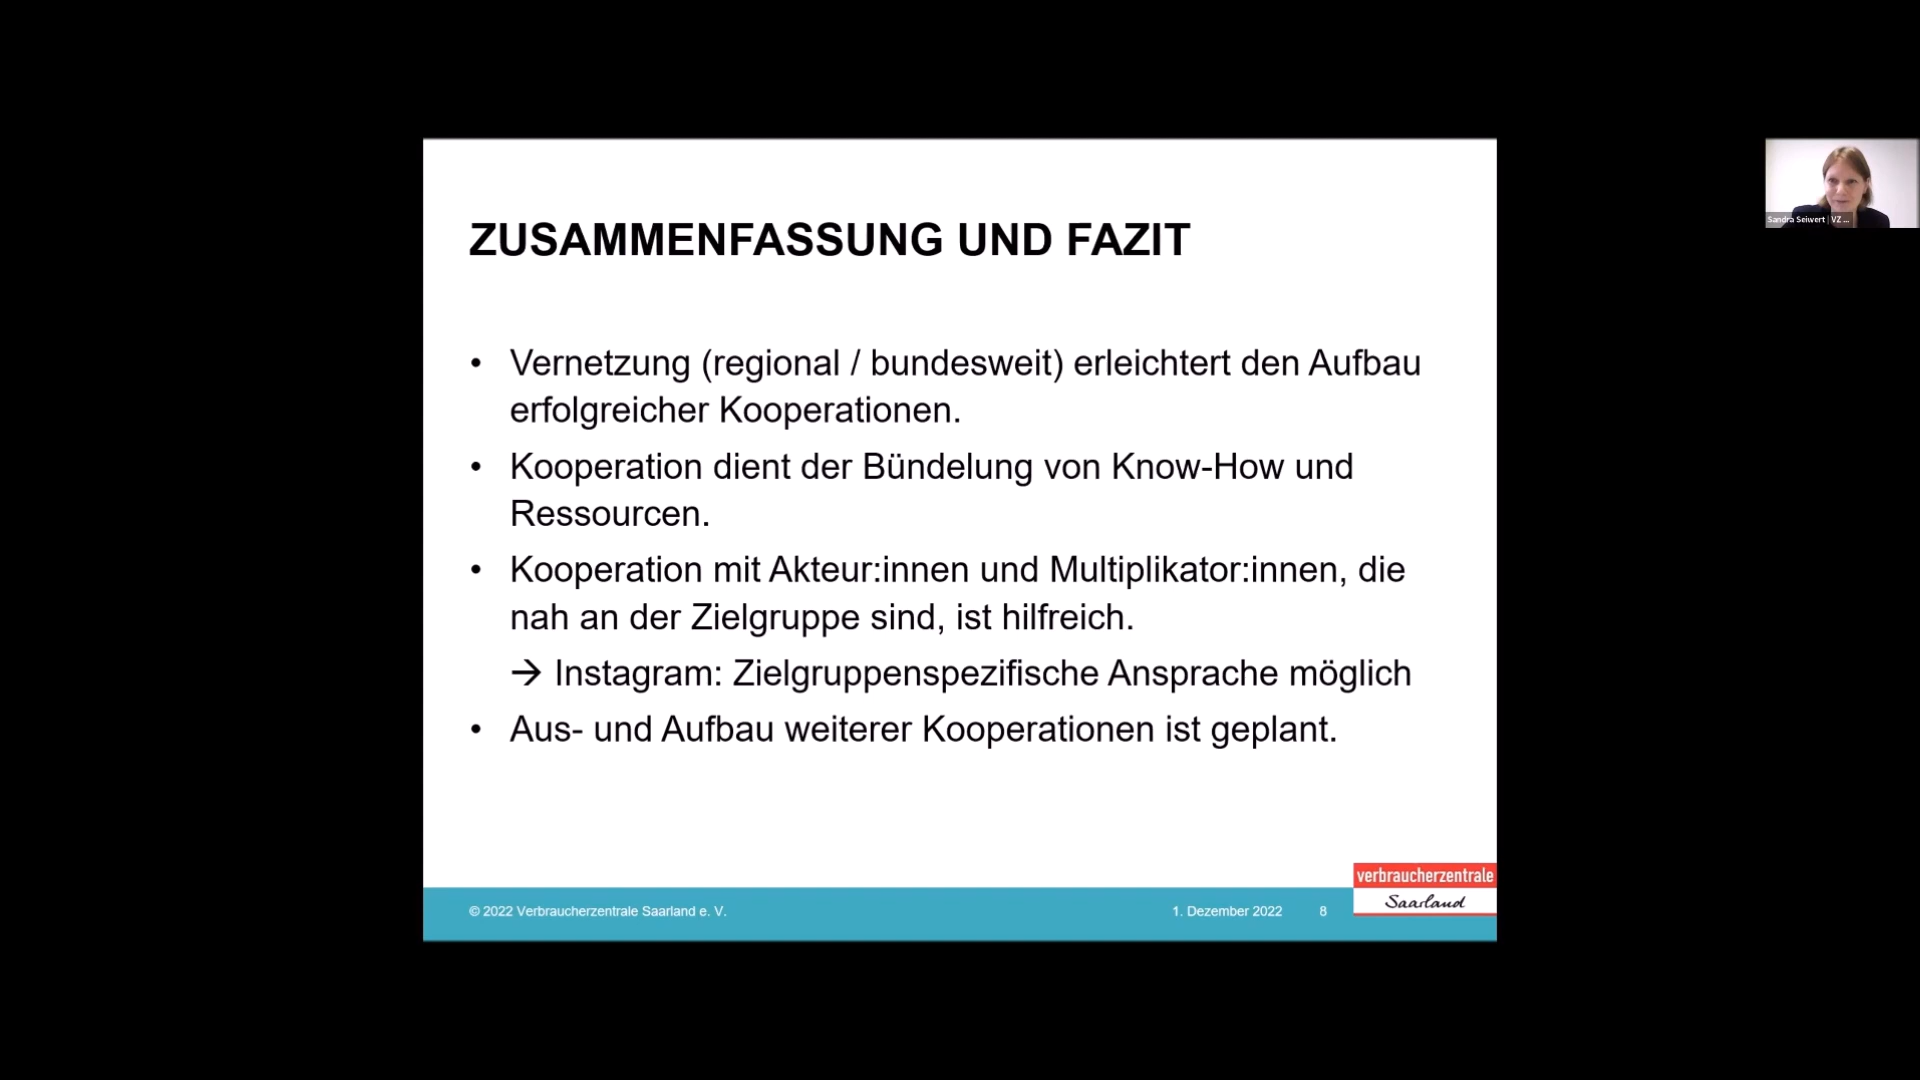 ZUSAMMENFASSUNG UND FAZIT
• Vernetzung (regional / bundesweit) erleichtert den Aufbau
erfolgreicher Kooperationen.
• Kooperation dient der Bündelung von Know-How und
Ressourcen.
• Kooperation mit Akteur:innen und Multiplikator:innen, die
nah an der Zielgruppe sind, ist hilfreich.
→ Instagram: Zielgruppenspezifische Ansprache möglich
• Aus- und Aufbau weiterer Kooperationen ist geplant.
© 2022 Verbraucherzentrale Saarland e. V.
1. Dezember 2022
8
verbraucherzentrale
Saarland
Sandra Seiwert | VZ ...